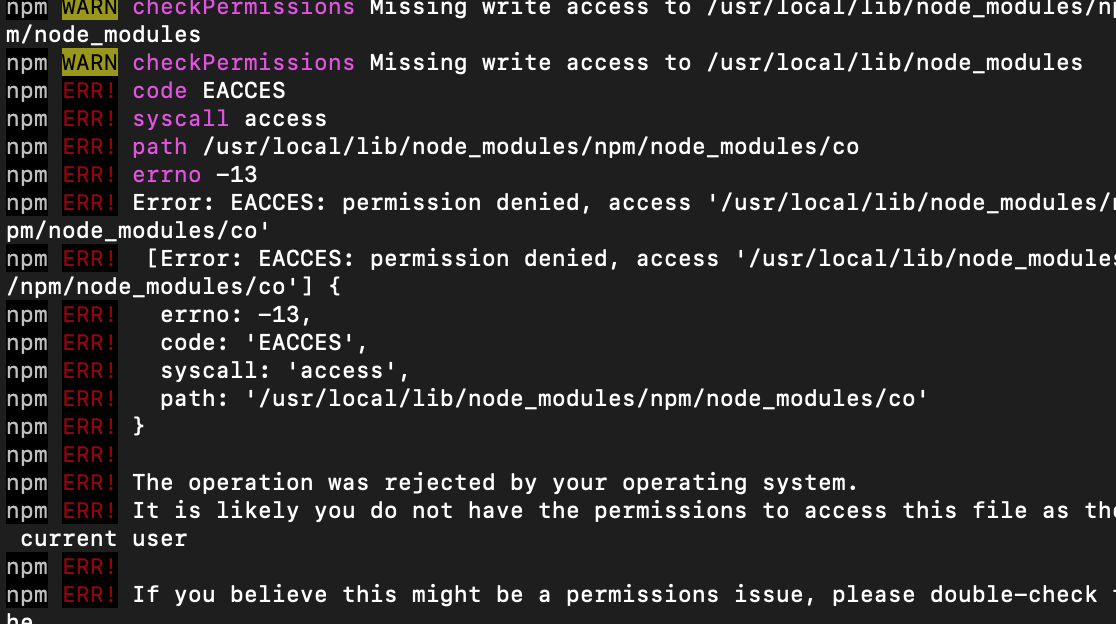 npm WARN checkPermissions Missing write access to /usr/local/lib/node_modules/np
m/node_modules
npm WARN checkPermissions Missing write access to /usr/local/lib/node_modules
npm ERR! code EACCES
npm ERR! syscall access
npm ERR! path /usr/local/lib/node_modules/npm/node_modules/co
npm ERR! errno -13
npm ERR! Error: EACCES: permission denied, access '/usr/local/lib/node_modules/n
pm/node_modules/co'
npm ERR!  [Error: EACCES: permission denied, access '/usr/local/lib/node_modules
/npm/node_modules/co'] {
npm ERR!   errno: -13,
npm ERR!   code: 'EACCES',
npm ERR!   syscall: 'access',
npm ERR!   path: '/usr/local/lib/node_modules/npm/node_modules/co'
npm ERR! }
npm ERR!
npm ERR! The operation was rejected by your operating system.
npm ERR! It is likely you do not have the permissions to access this file as the
 current user
npm ERR!
npm ERR! If you believe this might be a permissions issue, please double-check t
he